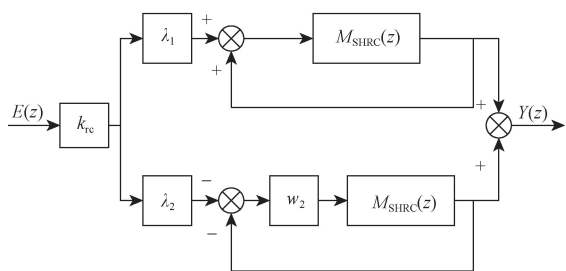 λ₁
+
+
M_SHRC(z)
+
E(z)
k_rc
Y(z)
+
λ₂
−
−
w₂
M_SHRC(z)